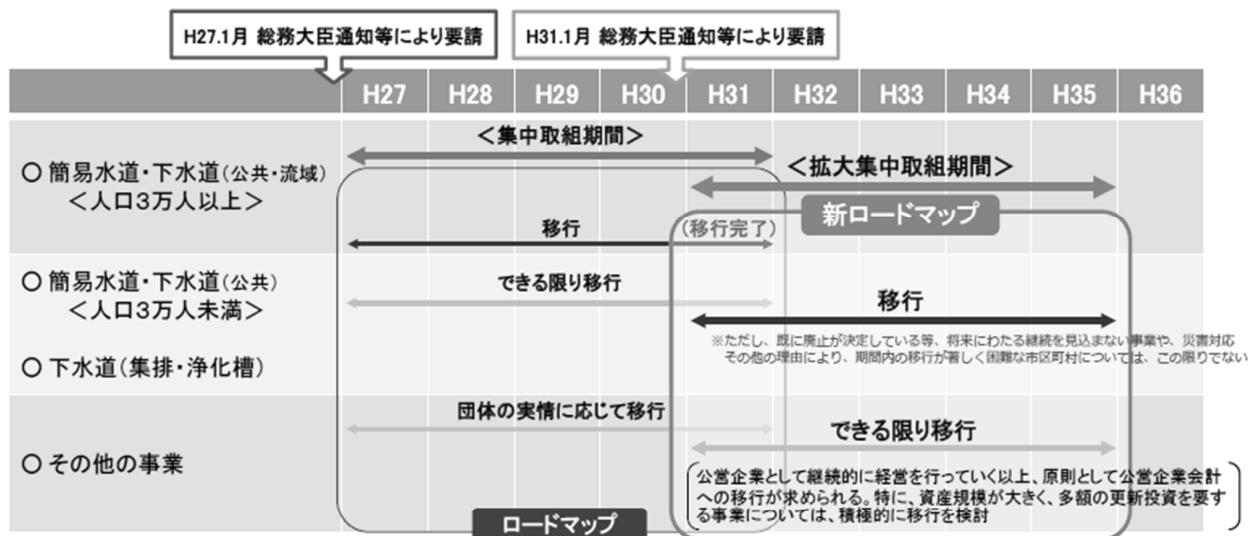 H27.1月 総務大臣通知等により要請
H31.1月 総務大臣通知等により要請
H27 H28 H29 H30 H31 H32 H33 H34 H35 H36
＜集中取組期間＞
○ 簡易水道・下水道(公共・流域)
＜人口3万人以上＞
＜拡大集中取組期間＞
新ロードマップ
移行
(移行完了)
○ 簡易水道・下水道(公共)
＜人口3万人未満＞
できる限り移行
移行
※ただし、既に廃止が決定している等、将来にわたる継続を見込まない事業や、災害対応
その他の理由により、期間内の移行が著しく困難な市区町村については、この限りでない
○ 下水道(集排・浄化槽)
団体の実情に応じて移行
できる限り移行
○ その他の事業
公営企業として継続的に経営を行っていく以上、原則として公営企業会計
への移行が求められる。特に、資産規模が大きく、多額の更新投資を要す
る事業については、積極的に移行を検討
ロードマップ